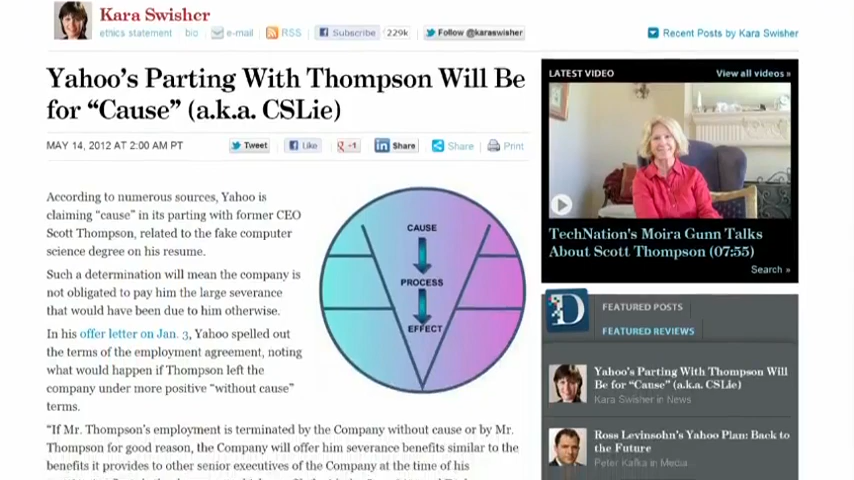 Kara Swisher
ethics statement bio e-mail RSS Subscribe 229k Follow @karaswisher
Recent Posts by Kara Swisher
Yahoo's Parting With Thompson Will Be
for “Cause” (a.k.a. CSLie)
MAY 14, 2012 AT 2:00 AM PT
Tweet Like +1 Share Share Print
According to numerous sources, Yahoo is
claiming “cause” in its parting with former CEO
Scott Thompson, related to the fake computer
science degree on his resume.
Such a determination will mean the company is
not obligated to pay him the large severance
that would have been due to him otherwise.
In his offer letter on Jan. 3, Yahoo spelled out
the terms of the employment agreement, noting
what would happen if Thompson left the
company under more positive “without cause”
terms.
CAUSE
PROCESS
EFFECT
“If Mr. Thompson's employment is terminated by the Company without cause or by Mr.
Thompson for good reason, the Company will offer him severance benefits similar to the
benefits it provides to other senior executives of the Company at the time of his
LATEST VIDEO View all videos »
TechNation's Moira Gunn Talks
About Scott Thompson (07:55)
Search »
D
FEATURED POSTS
FEATURED REVIEWS
Yahoo's Parting With Thompson Will
Be for “Cause” (a.k.a. CSLie)
Kara Swisher in News
Ross Levinsohn's Yahoo Plan: Back to
the Future
Peter Kafka in Media